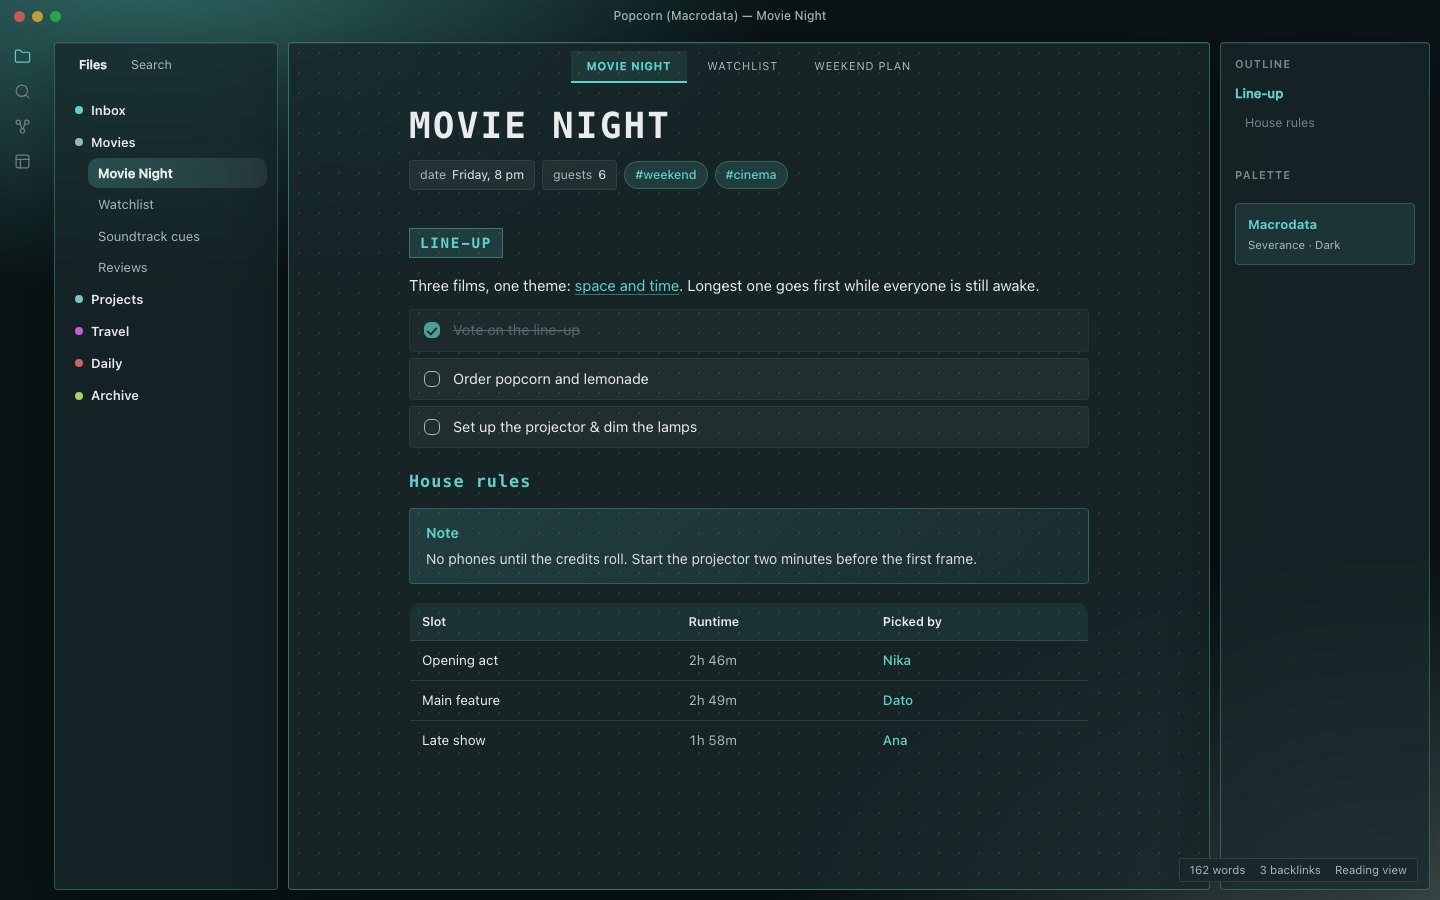 Popcorn (Macrodata) — Movie Night
Files
Search
Inbox
Movies
Movie Night
Watchlist
Soundtrack cues
Reviews
Projects
Travel
Daily
Archive
MOVIE NIGHT
WATCHLIST
WEEKEND PLAN
MOVIE NIGHT
date Friday, 8 pm
guests 6
#weekend
#cinema
LINE-UP
Three films, one theme: space and time. Longest one goes first while everyone is still awake.
Vote on the line-up
Order popcorn and lemonade
Set up the projector & dim the lamps
House rules
Note
No phones until the credits roll. Start the projector two minutes before the first frame.
Slot Runtime Picked by
Opening act 2h 46m Nika
Main feature 2h 49m Dato
Late show 1h 58m Ana
OUTLINE
Line-up
House rules
PALETTE
Macrodata
Severance · Dark
162 words 3 backlinks Reading view